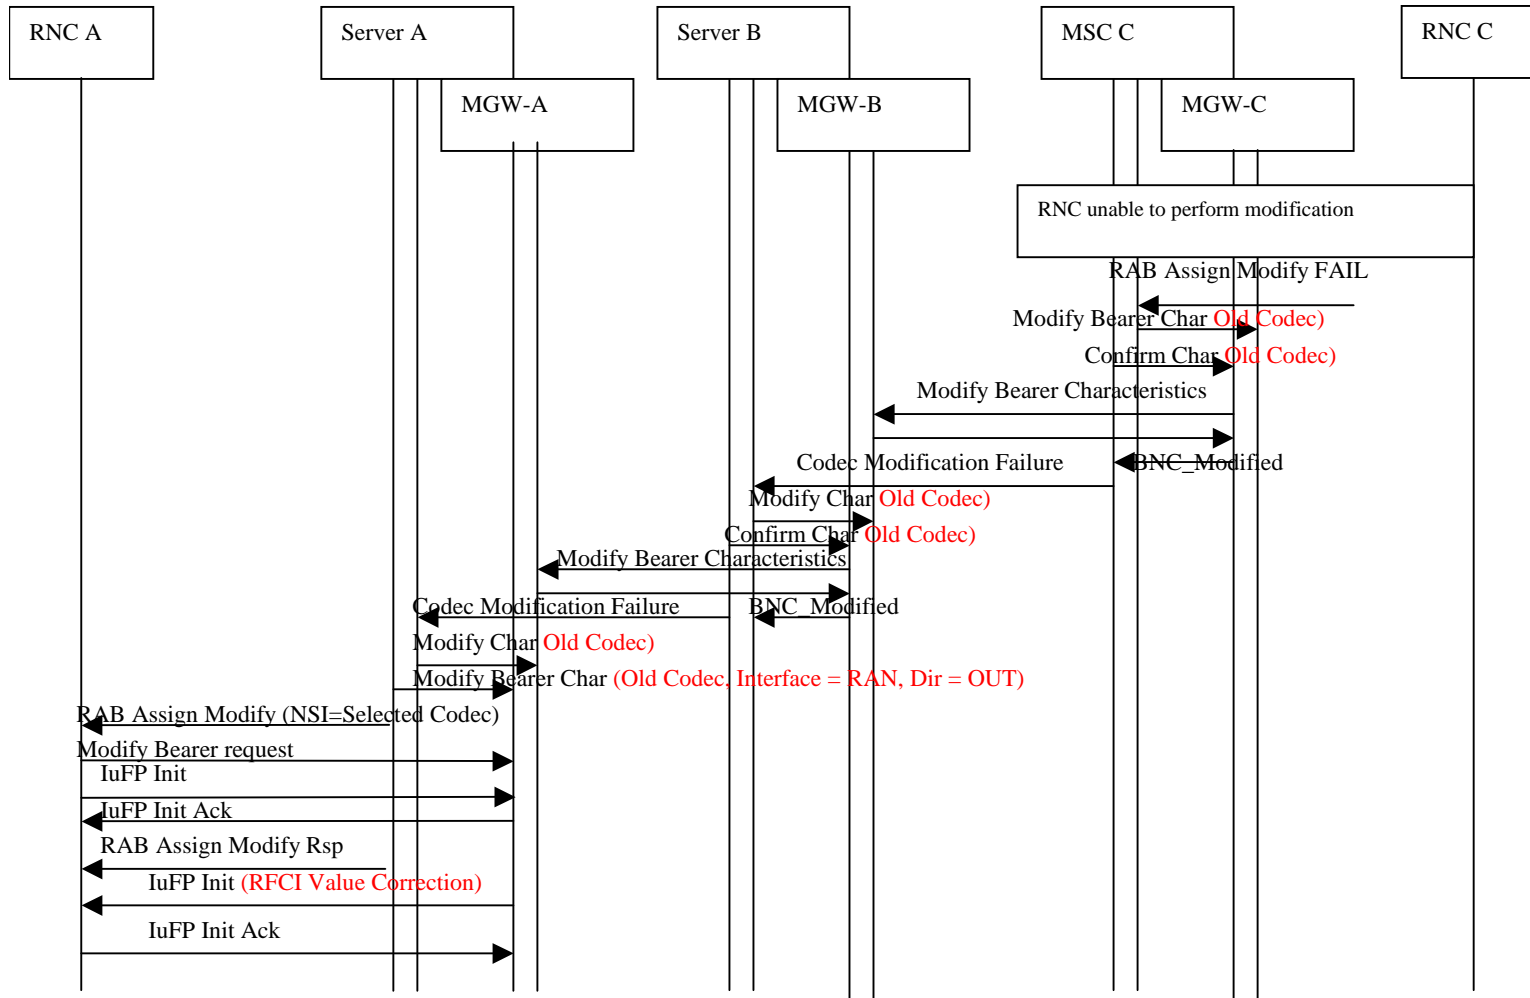 RNC A
Server A
Server B
MSC C
RNC C
MGW-A
MGW-B
MGW-C
RNC unable to perform modification
RAB Assign Modify FAIL
Modify Bearer Char Old Codec)
Confirm Char Old Codec)
Modify Bearer Characteristics
Codec Modification Failure
BNC_Modified
Modify Char Old Codec)
Confirm Char Old Codec)
Modify Bearer Characteristics
Codec Modification Failure
BNC_Modified
Modify Char Old Codec)
Modify Bearer Char (Old Codec, Interface = RAN, Dir = OUT)
RAB Assign Modify (NSI=Selected Codec)
Modify Bearer request
IuFP Init
IuFP Init Ack
RAB Assign Modify Rsp
IuFP Init (RFCI Value Correction)
IuFP Init Ack